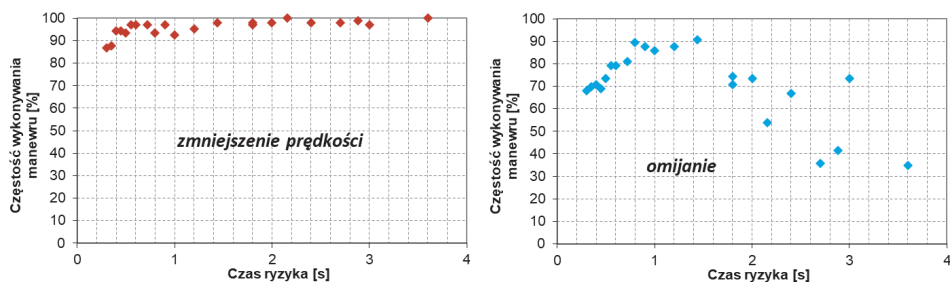 Częstość wykonywania
manewru [%]
100
90
80
70
60
50
40
30
20
10
0
zmniejszenie prędkości
0 1 2 3 4
Czas ryzyka [s]
Częstość wykonywania
manewru [%]
100
90
80
70
60
50
40
30
20
10
0
omijanie
0 1 2 3 4
Czas ryzyka [s]